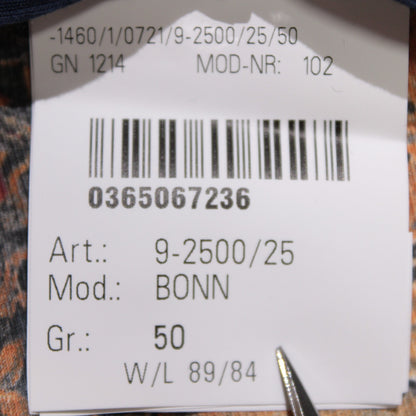 -1460/1/0721/9-2500/25/50
GN 1214 MOD-NR: 102
0365067236
Art.: 9-2500/25
Mod.: BONN
Gr.: 50
W/L 89/84